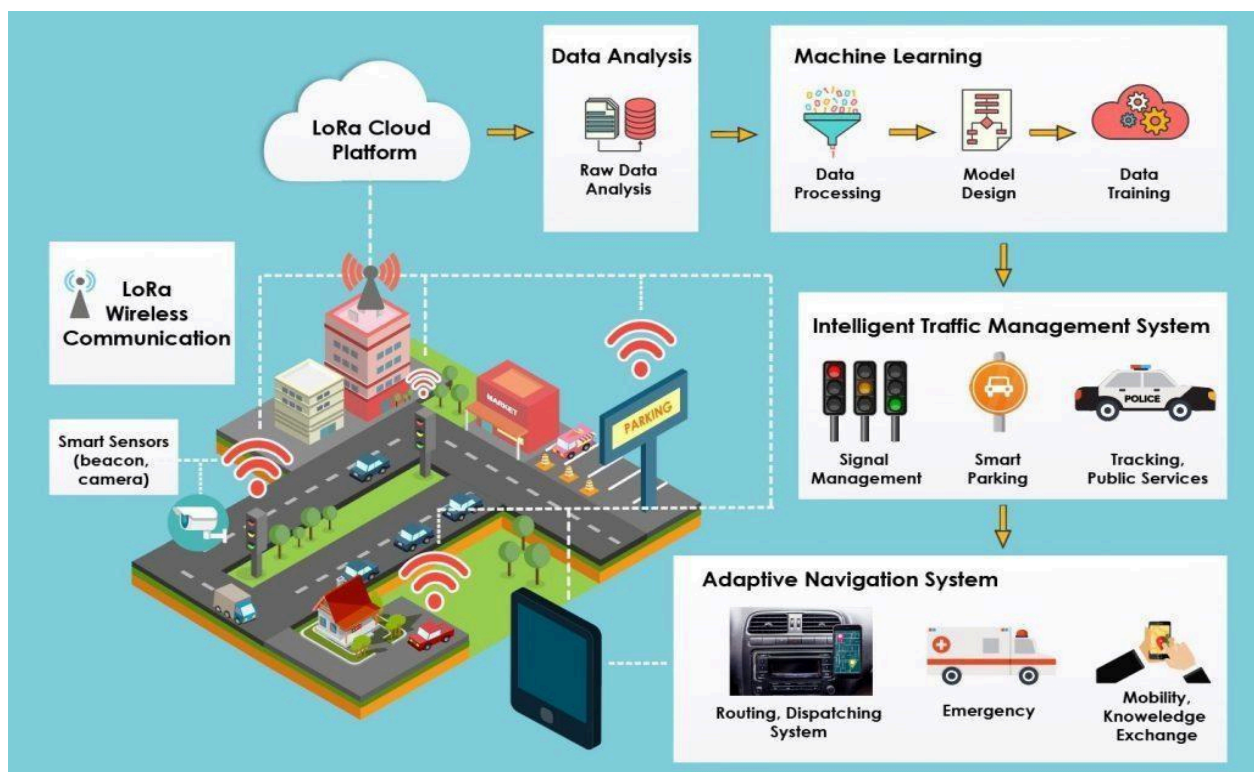 LoRa Cloud
Platform
Data Analysis
Raw Data
Analysis
Machine Learning
Data
Processing
Model
Design
Data
Training
LoRa
Wireless
Communication
Smart Sensors
(beacon,
camera)
MARKET
PARKING
Intelligent Traffic Management System
Signal
Management
Smart
Parking
POLICE
Tracking,
Public Services
Adaptive Navigation System
Routing, Dispatching
System
Emergency
Mobility,
Knoweledge
Exchange